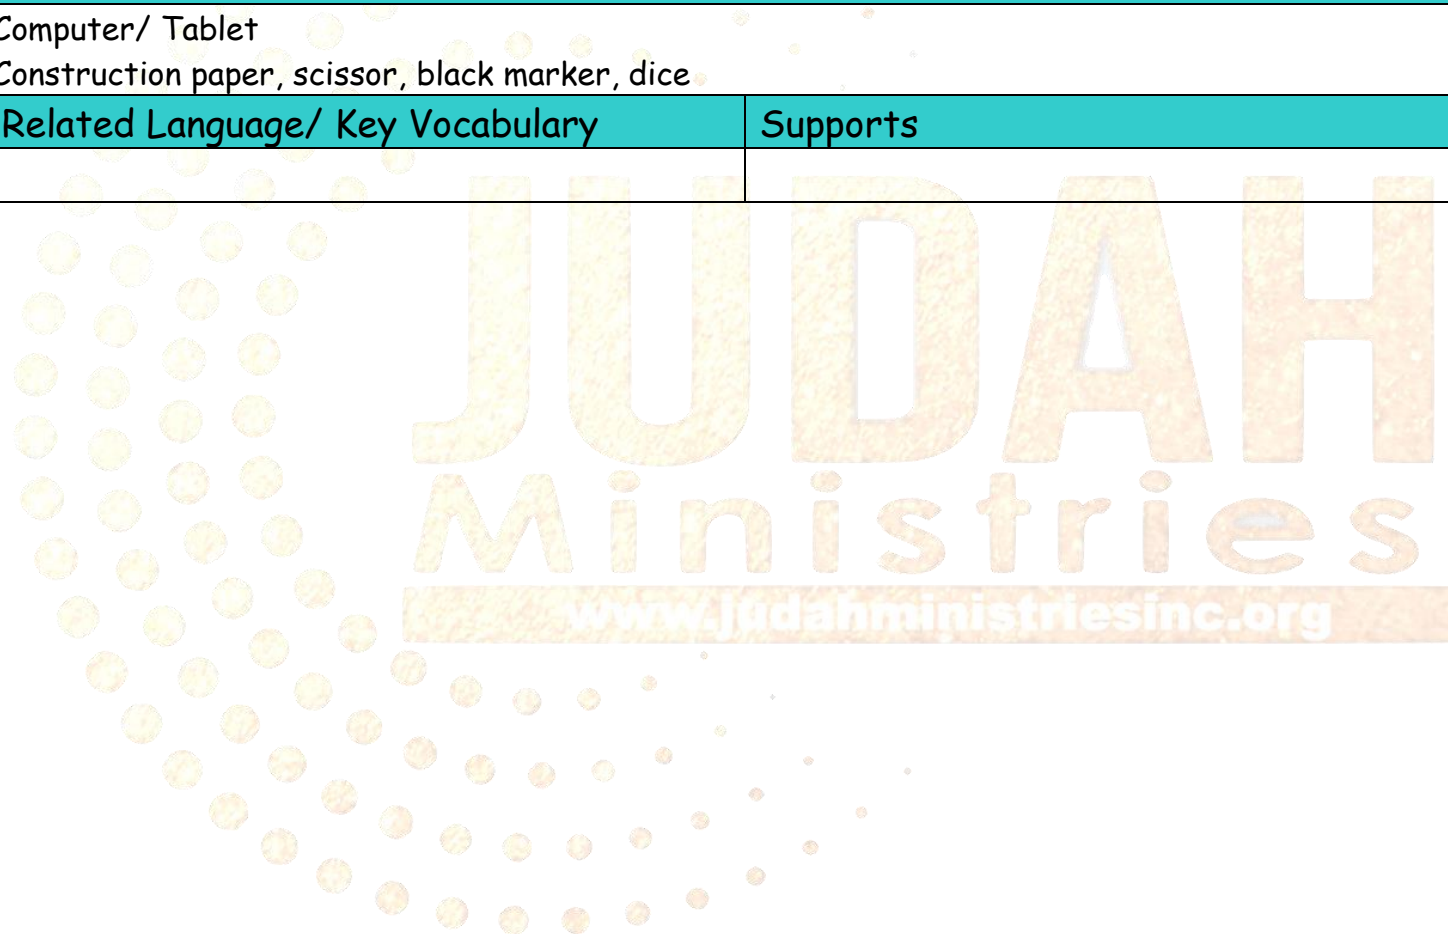 Computer/ Tablet
Construction paper, scissor, black marker, dice
Related Language/ Key Vocabulary
Supports
JUDAH
Ministries
www.judahministriesinc.org